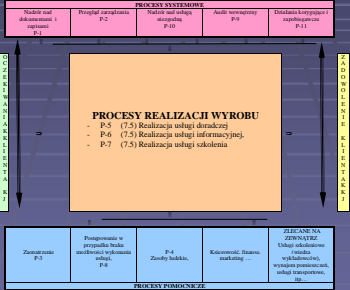 PROCESY SYSTEMOWE
Nadzór nad
dokumentami i
zapisami
P-1
Przegląd zarządzania
P-2
Nadzór nad usługą
niezgodną
P-10
Audit wewnętrzny
P-9
Działania korygujące i
zapobiegawcze
P-11
OCZEKIWANIA KLIENTA
PROCESY REALIZACJI WYROBU
- P-5 (7.5) Realizacja usługi doradczej
- P-6 (7.5) Realizacja usługi informacyjnej,
- P-7 (7.5) Realizacja usługi szkolenia
ZADOWOLENIE KLIENTA
Zaopatrzenie
P-3
Postępowanie w
przypadku braku
możliwości wykonania
usługi,
P-8
P-4
Zasoby ludzkie,
Księgowość, finanse,
marketing …
ZLECANE NA
ZEWNĄTRZ
Usługi szkoleniowe
(wiedza
wykładowców),
wynajem pomieszczeń,
usługi transportowe,
itp…
PROCESY POMOCNICZE